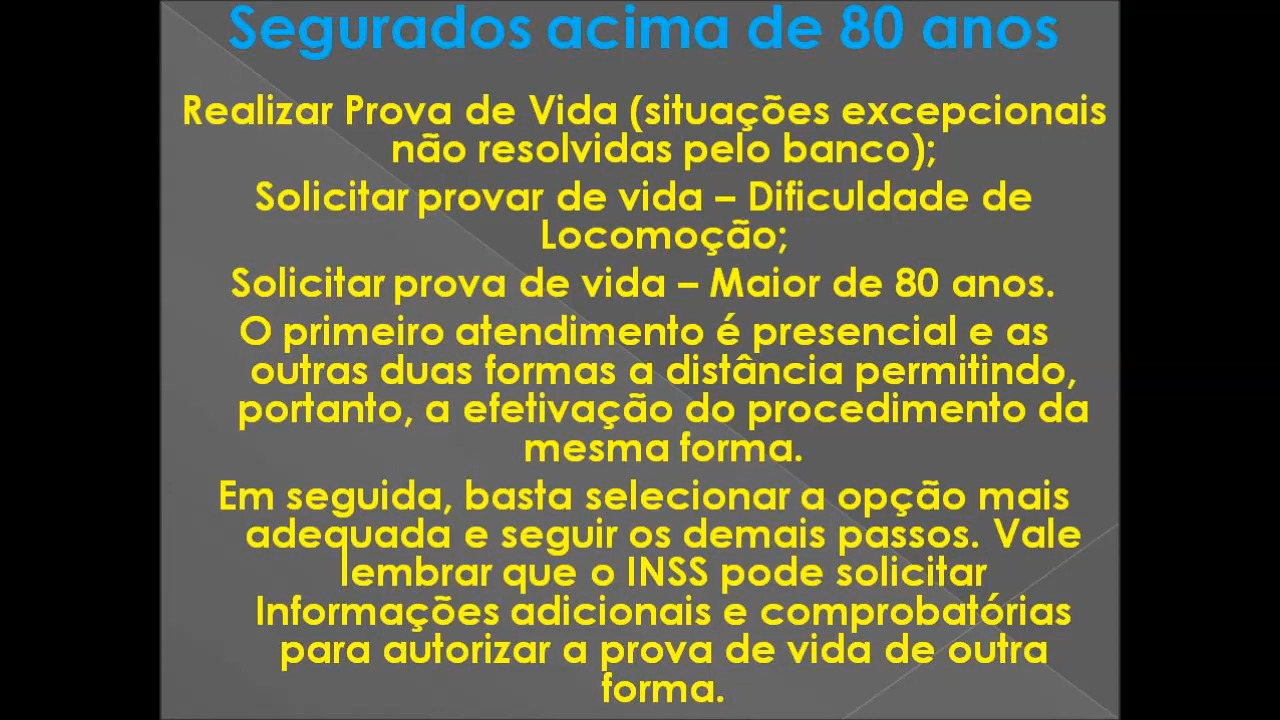 Segurados acima de 80 anos
Realizar Prova de Vida (situações excepcionais
não resolvidas pelo banco);
Solicitar provar de vida – Dificuldade de
Locomoção;
Solicitar prova de vida – Maior de 80 anos.
O primeiro atendimento é presencial e as
outras duas formas a distância permitindo,
portanto, a efetivação do procedimento da
mesma forma.
Em seguida, basta selecionar a opção mais
adequada e seguir os demais passos. Vale
lembrar que o INSS pode solicitar
Informações adicionais e comprobatórias
para autorizar a prova de vida de outra
forma.